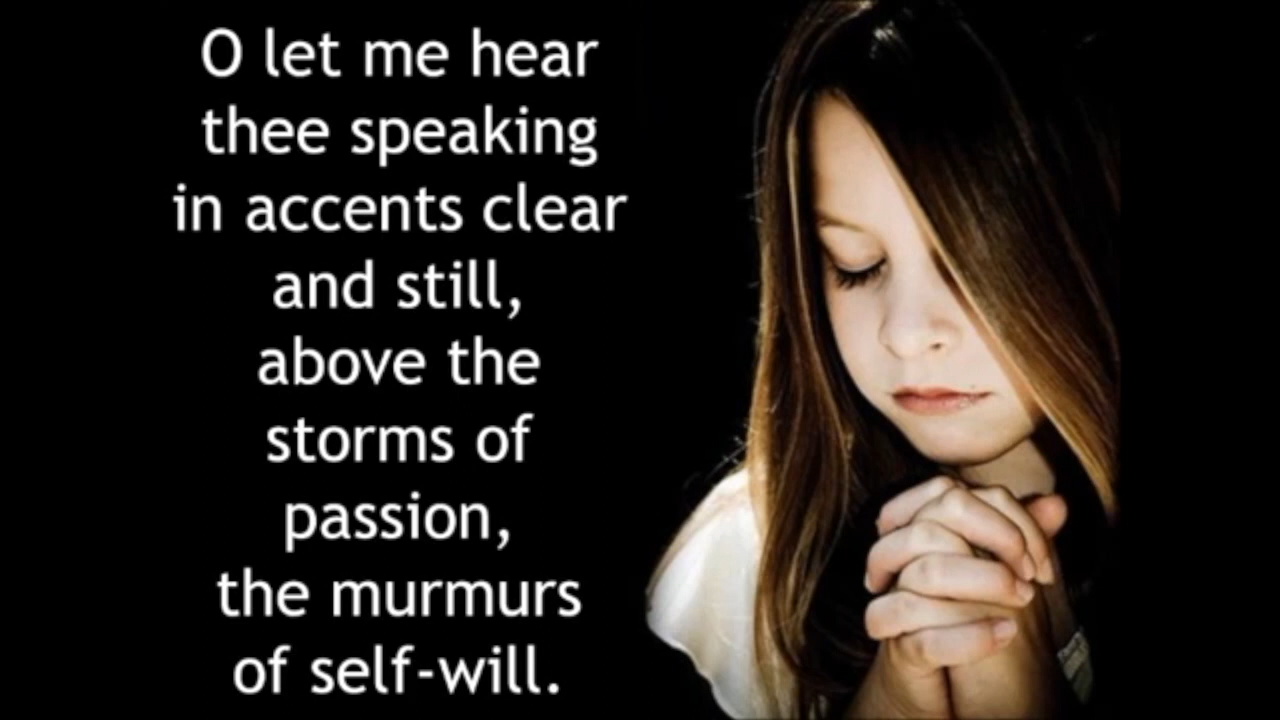 O let me hear
thee speaking
in accents clear
and still,
above the
storms of
passion,
the murmurs
of self-will.